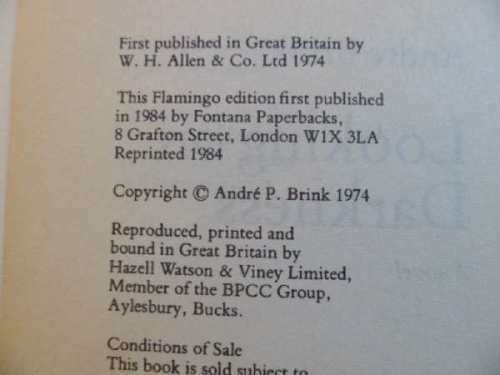 First published in Great Britain by
W. H. Allen & Co. Ltd 1974
This Flamingo edition first published
in 1984 by Fontana Paperbacks,
8 Grafton Street, London W1X 3LA
Reprinted 1984
Copyright © André P. Brink 1974
Reproduced, printed and
bound in Great Britain by
Hazell Watson & Viney Limited,
Member of the BPCC Group,
Aylesbury, Bucks.
Conditions of Sale
This book is sold subject to